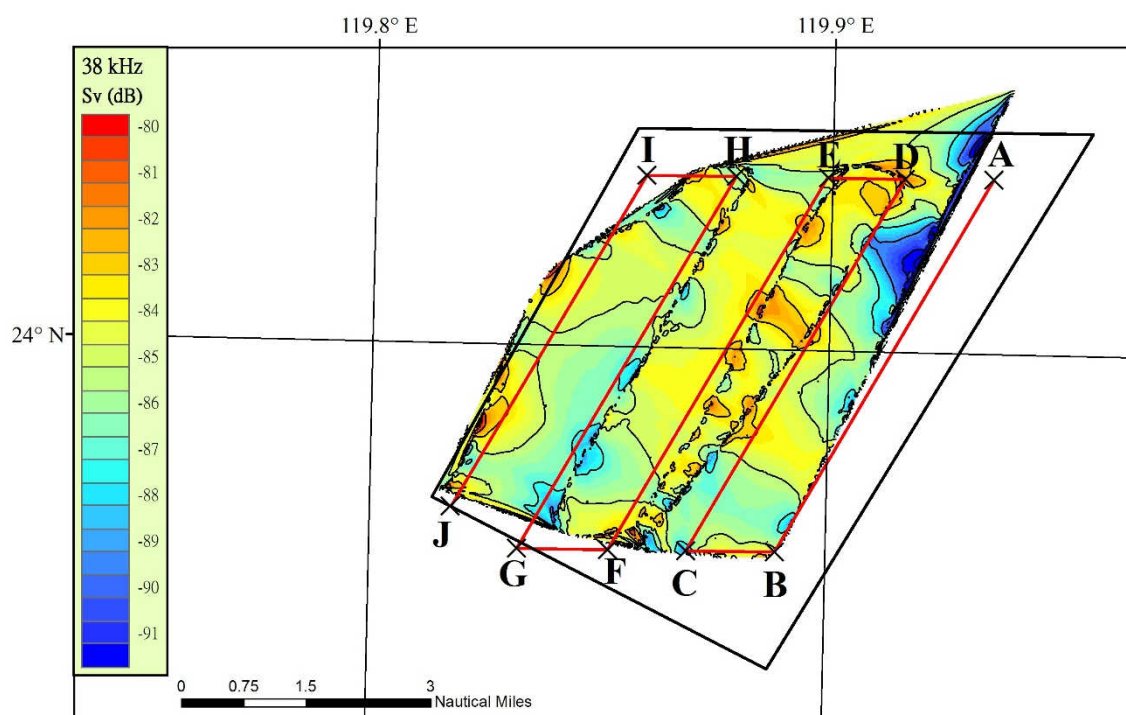 119.8° E
119.9° E
38 kHz
Sv (dB)
-80
-81
-82
-83
-84
-85
-86
-87
-88
-89
-90
-91
24° N
I
H
E
D
A
J
G
F
C
B
0
0.75
1.5
3
Nautical Miles